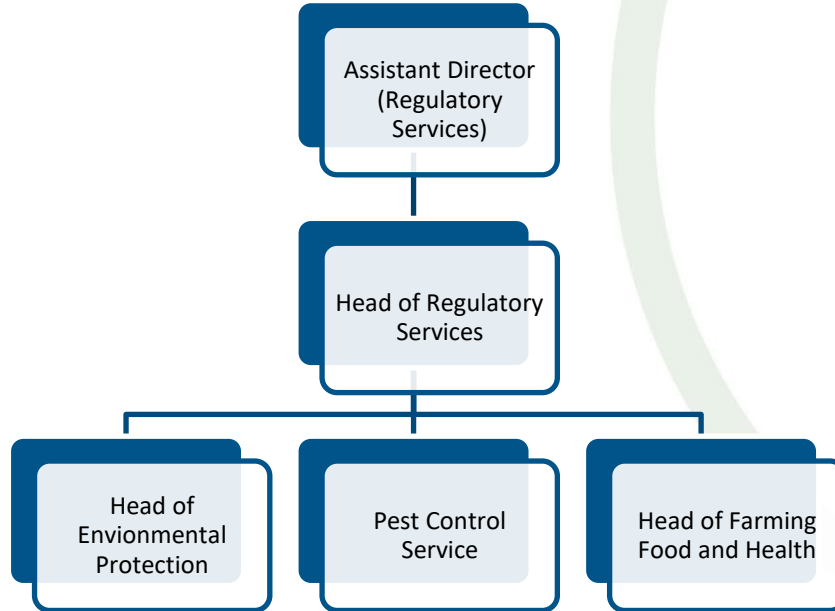 Assistant Director
(Regulatory
Services)
Head of Regulatory
Services
Head of
Envionmental
Protection
Pest Control
Service
Head of Farming
Food and Health